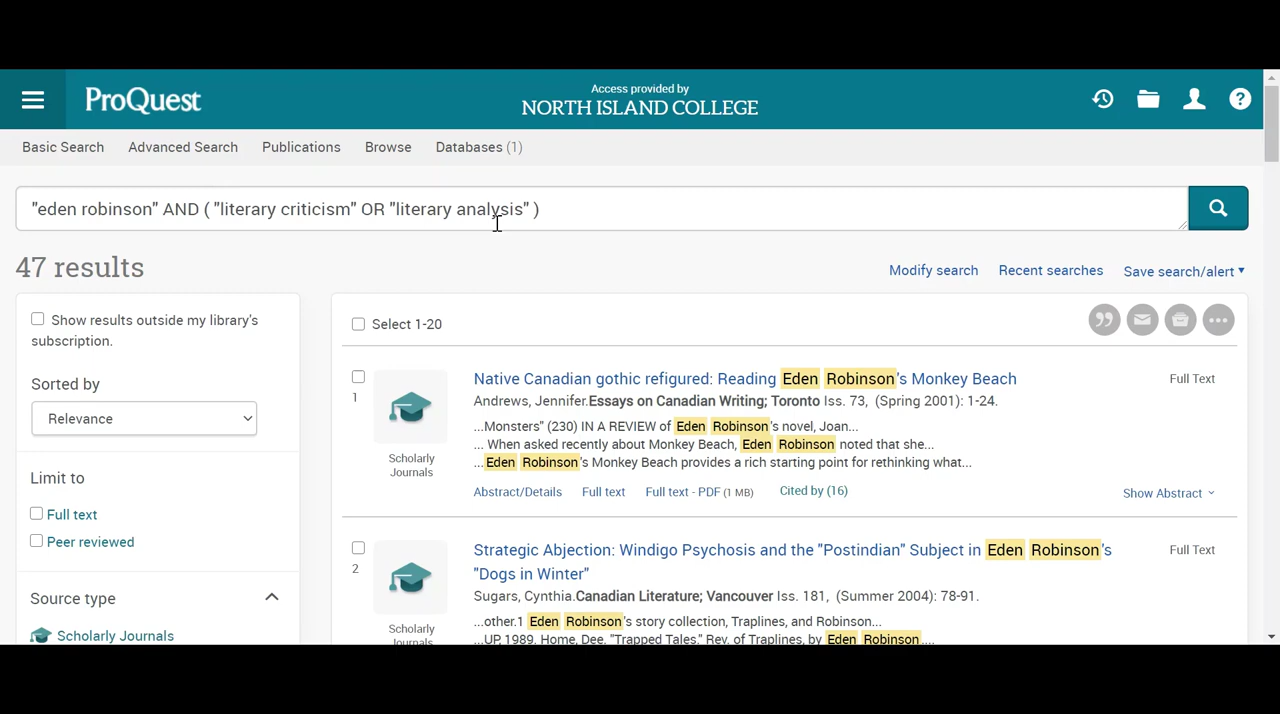 ProQuest
Access provided by
NORTH ISLAND COLLEGE
Basic Search Advanced Search Publications Browse Databases (1)
"eden robinson" AND ( "literary criticism" OR "literary analysis" )
47 results
Modify search Recent searches Save search/alert
Show results outside my library's
subscription.
Sorted by
Relevance
Limit to
Full text
Peer reviewed
Source type
Scholarly Journals
Select 1-20
1
Scholarly
Journals
Native Canadian gothic refigured: Reading Eden Robinson's Monkey Beach
Full Text
Andrews, Jennifer.Essays on Canadian Writing; Toronto Iss. 73, (Spring 2001): 1-24.
...Monsters" (230) IN A REVIEW of Eden Robinson's novel, Joan...
... When asked recently about Monkey Beach, Eden Robinson noted that she...
...Eden Robinson's Monkey Beach provides a rich starting point for rethinking what...
Abstract/Details Full text Full text - PDF (1 MB) Cited by (16) Show Abstract
2
Scholarly
Journals
Strategic Abjection: Windigo Psychosis and the "Postindian" Subject in Eden Robinson's
"Dogs in Winter"
Full Text
Sugars, Cynthia.Canadian Literature; Vancouver Iss. 181, (Summer 2004): 78-91.
...other.1 Eden Robinson's story collection, Traplines, and Robinson...
...UP, 1989. Home, Dee. "Trapped Tales." Rev. of Traplines, by Eden Robinson....